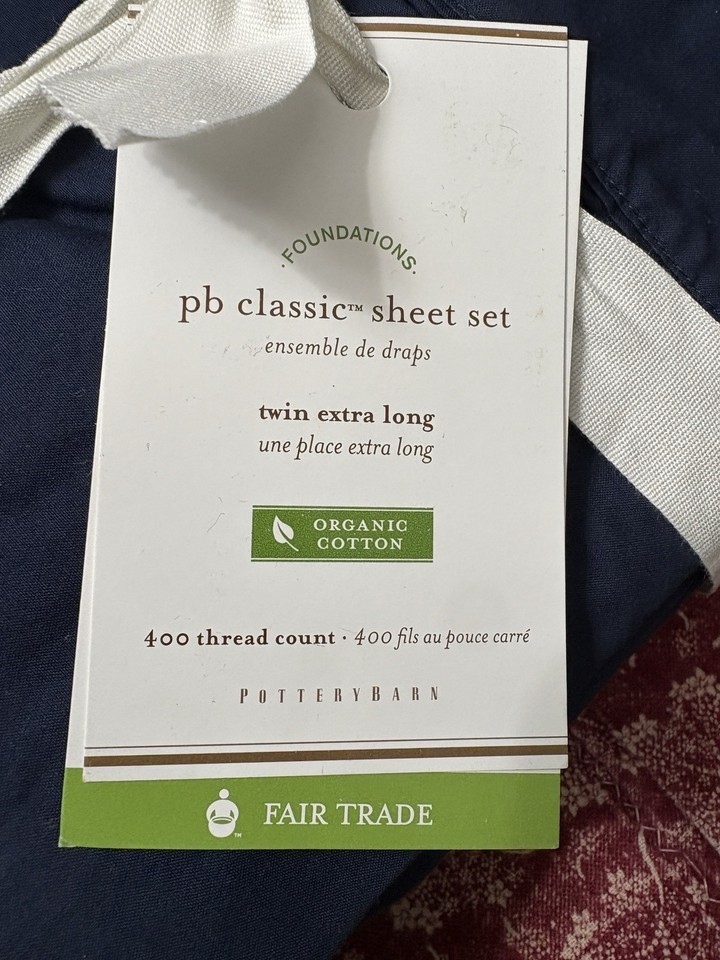 ·FOUNDATIONS·
pb classic™ sheet set
ensemble de draps
twin extra long
une place extra long
ORGANIC
COTTON
400 thread count · 400 fils au pouce carré
POTTERYBARN
FAIR TRADE
TM